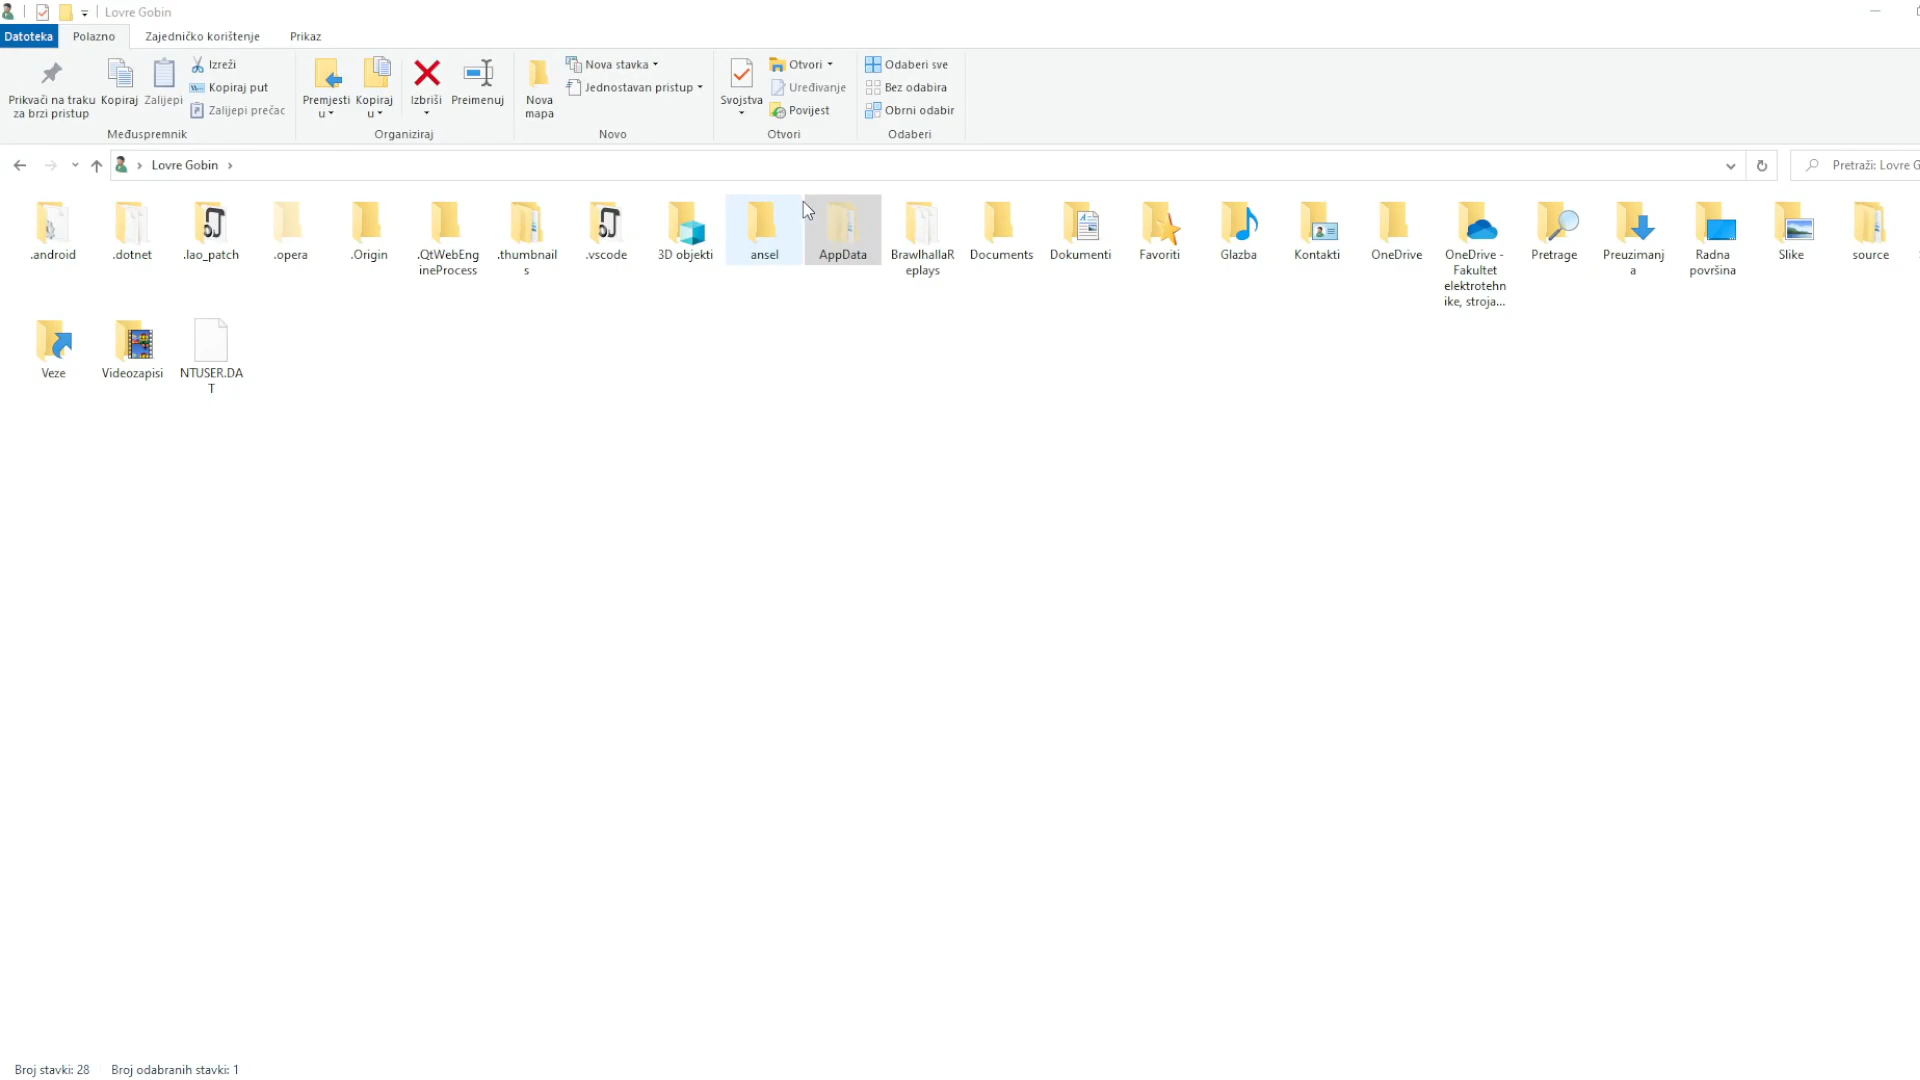 Lovre Gobin
Datoteka Polazno Zajedničko korištenje Prikaz
Prikvači na traku
za brzi pristup
Kopiraj
Zalijepi
Izreži
Kopiraj put
Zalijepi prečac
Međuspremnik
Premjesti
u
Kopiraj
u
Izbriši
Preimenuj
Organiziraj
Nova
mapa
Nova stavka
Jednostavan pristup
Novo
Svojstva
Otvori
Uređivanje
Povijest
Otvori
Odaberi sve
Bez odabira
Obrni odabir
Odaberi
Lovre Gobin
Pretraži: Lovre G
.android
.dotnet
.lao_patch
.opera
.Origin
.QtWebEng
ineProcess
.thumbnail
s
.vscode
3D objekti
ansel
AppData
BrawlhallaR
eplays
Documents
Dokumenti
Favoriti
Glazba
Kontakti
OneDrive
OneDrive -
Fakultet
elektrotehn
ike, stroja...
Pretrage
Preuzimanj
a
Radna
površina
Slike
source
Veze
Videozapisi
NTUSER.DA
T
Broj stavki: 28 Broj odabranih stavki: 1